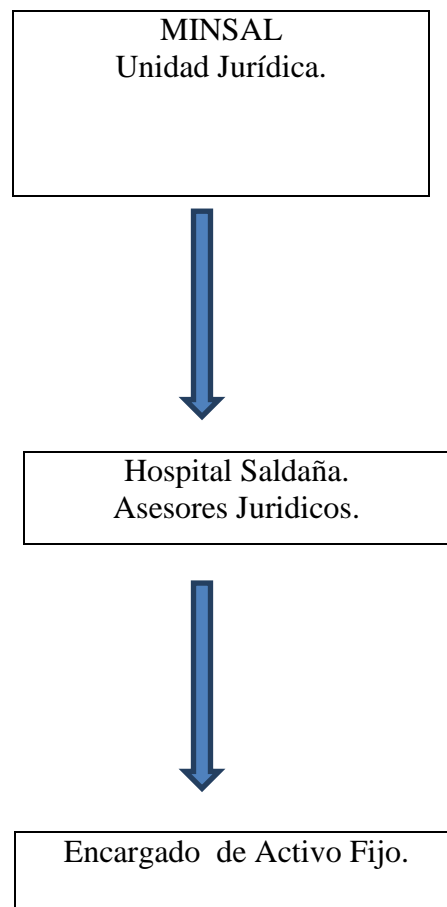 MINSAL
Unidad Jurídica.
Hospital Saldaña.
Asesores Juridicos.
Encargado de Activo Fijo.